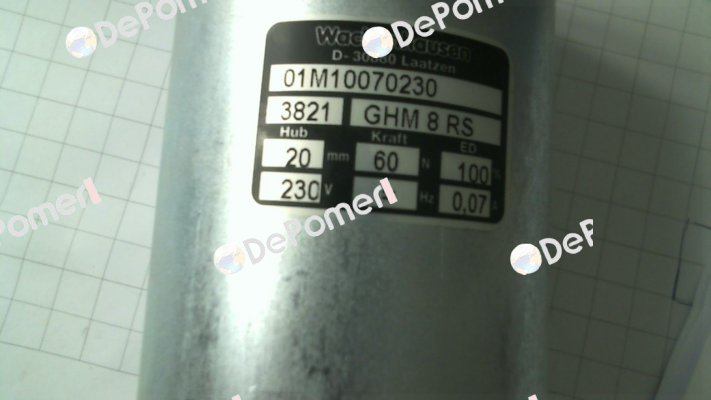 DePomerl
DePomerl
D- 30880 Laatzen
01M10070230
3821 GHM 8 RS
Hub Kraft ED
20 mm 60 N 100 %
230 V Hz 0,07 A
DePomerl
DePomerl
DePo